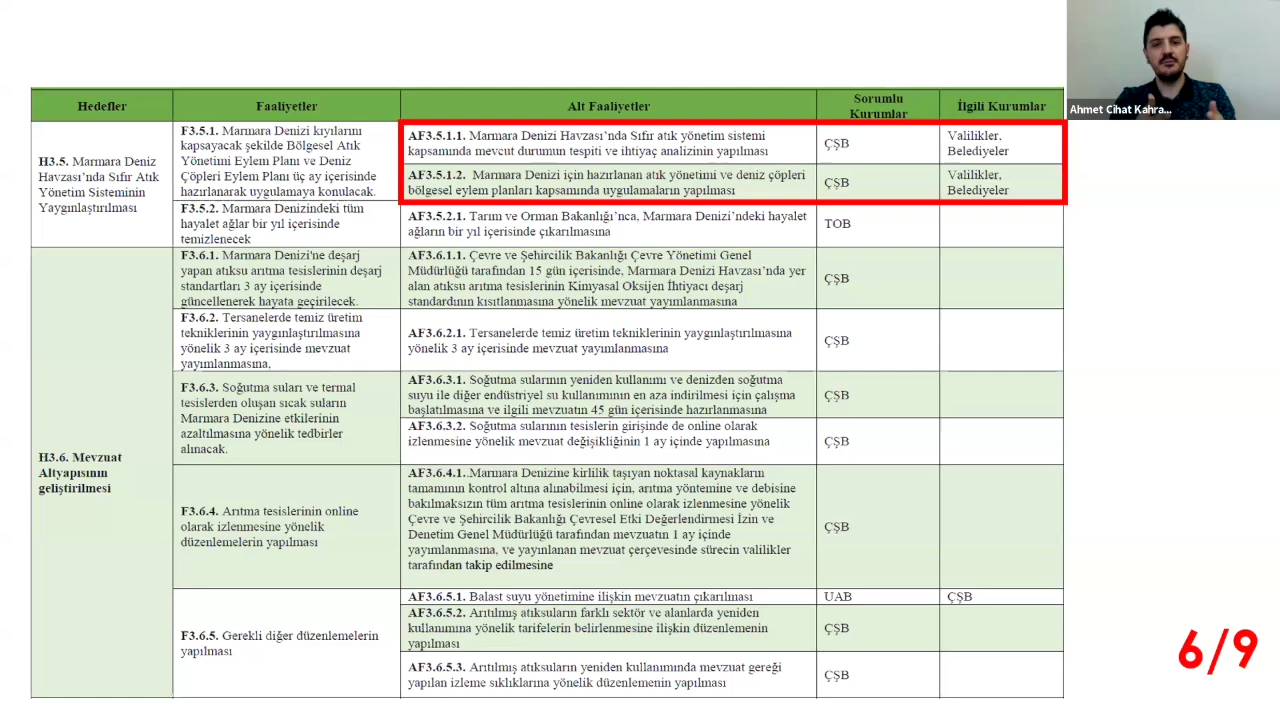 Ahmet Cihat Kahra...
Hedefler
Faaliyetler
Alt Faaliyetler
Sorumlu
Kurumlar
İlgili Kurumlar
H3.5. Marmara Deniz
Havzası’nda Sıfır Atık
Yönetim Sisteminin
Yaygınlaştırılması
F3.5.1. Marmara Denizi kıyılarını
kapsayacak şekilde Bölgesel Atık
Yönetimi Eylem Planı ve Deniz
Çöpleri Eylem Planı üç ay içerisinde
hazırlanarak uygulamaya konulacak.
AF3.5.1.1. Marmara Denizi Havzası’nda Sıfır atık yönetim sistemi
kapsamında mevcut durumun tespiti ve ihtiyaç analizinin yapılması
ÇŞB
Valilikler,
Belediyeler
AF3.5.1.2. Marmara Denizi için hazırlanan atık yönetimi ve deniz çöpleri
bölgesel eylem planları kapsamında uygulamaların yapılması
ÇŞB
Valilikler,
Belediyeler
F3.5.2. Marmara Denizindeki tüm
hayalet ağlar bir yıl içerisinde
temizlenecek
AF3.5.2.1. Tarım ve Orman Bakanlığı’nca, Marmara Denizi’ndeki hayalet
ağların bir yıl içerisinde çıkarılmasına
TOB
H3.6. Mevzuat
Altyapısının
geliştirilmesi
F3.6.1. Marmara Denizi'ne deşarj
yapan atıksu arıtma tesislerinin deşarj
standartları 3 ay içerisinde
güncellenerek hayata geçirilecek.
AF3.6.1.1. Çevre ve Şehircilik Bakanlığı Çevre Yönetimi Genel
Müdürlüğü tarafından 15 gün içerisinde, Marmara Denizi Havzası’nda yer
alan atıksu arıtma tesislerinin Kimyasal Oksijen İhtiyacı deşarj
standardının kısıtlanmasına yönelik mevzuat yayımlanmasına
ÇŞB
F3.6.2. Tersanelerde temiz üretim
tekniklerinin yaygınlaştırılmasına
yönelik 3 ay içerisinde mevzuat
yayımlanmasına,
AF3.6.2.1. Tersanelerde temiz üretim tekniklerinin yaygınlaştırılmasına
yönelik 3 ay içerisinde mevzuat yayımlanmasına
ÇŞB
F3.6.3. Soğutma suları ve termal
tesislerden oluşan sıcak suların
Marmara Denizine etkilerinin
azaltılmasına yönelik tedbirler
alınacak.
AF3.6.3.1. Soğutma sularının yeniden kullanımı ve denizden soğutma
suyu ile diğer endüstriyel su kullanımının en aza indirilmesi için çalışma
başlatılmasına ve ilgili mevzuatın 45 gün içerisinde hazırlanmasına
ÇŞB
AF3.6.3.2. Soğutma sularının tesislerin girişinde de online olarak
izlenmesine yönelik mevzuat değişikliğinin 1 ay içinde yapılmasına
ÇŞB
F3.6.4. Arıtma tesislerinin online
olarak izlenmesine yönelik
düzenlemelerin yapılması
AF3.6.4.1. Marmara Denizine kirlilik taşıyan noktasal kaynakların
tamamının kontrol altına alınabilmesi için, arıtma yöntemine ve debisine
bakılmaksızın tüm arıtma tesislerinin online olarak izlenmesine yönelik
Çevre ve Şehircilik Bakanlığı Çevresel Etki Değerlendirmesi İzin ve
Denetim Genel Müdürlüğü tarafından mevzuatın 1 ay içinde
yayımlanmasına, ve yayınlanan mevzuat çerçevesinde sürecin valilikler
tarafından takip edilmesine
ÇŞB
F3.6.5. Gerekli diğer düzenlemelerin
yapılması
AF3.6.5.1. Balast suyu yönetimine ilişkin mevzuatın çıkarılması
UAB
ÇŞB
AF3.6.5.2. Arıtılmış atıksuların farklı sektör ve alanlarda yeniden
kullanımına yönelik tarifelerin belirlenmesine ilişkin düzenlemenin
yapılması
ÇŞB
AF3.6.5.3. Arıtılmış atıksuların yeniden kullanımında mevzuat gereği
yapılan izleme sıklıklarına yönelik düzenlemenin yapılması
ÇŞB
6/9